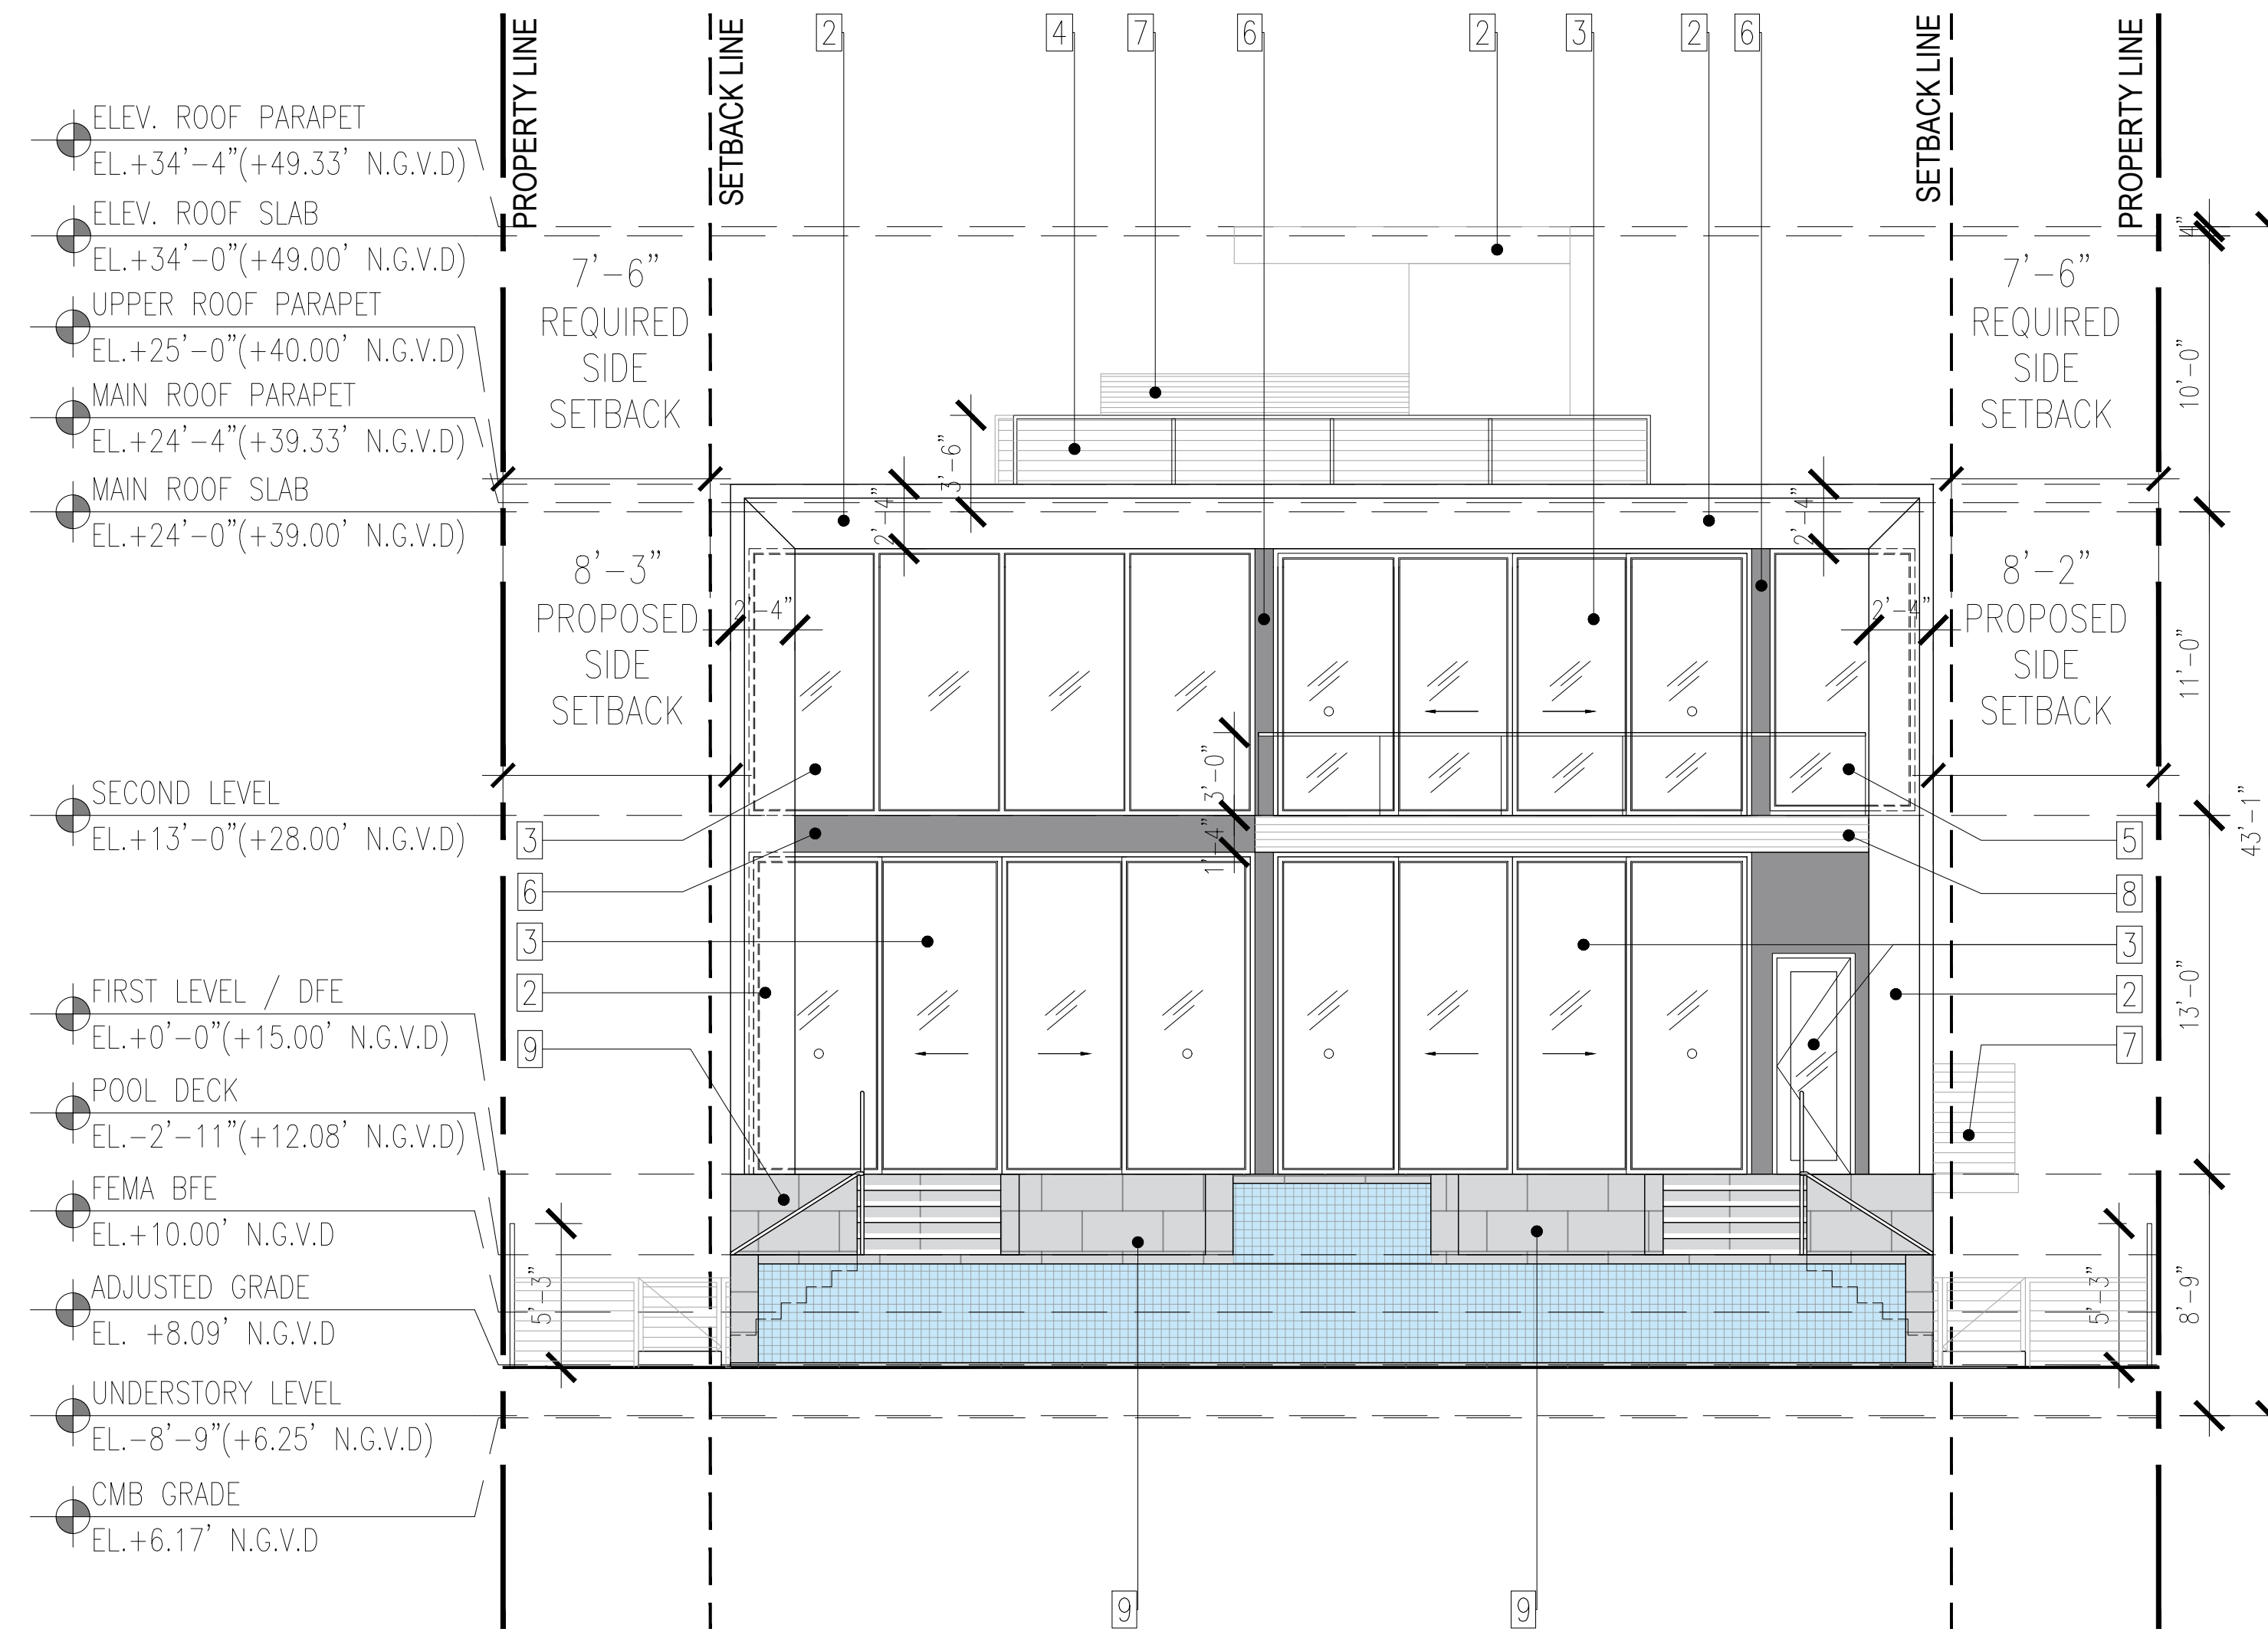 2
4
7
6
2
3
2
6
PROPERTY LINE
SETBACK LINE
SETBACK LINE
PROPERTY LINE
ELEV. ROOF PARAPET
EL.+34'-4"(+49.33' N.G.V.D)
ELEV. ROOF SLAB
EL.+34'-0"(+49.00' N.G.V.D)
UPPER ROOF PARAPET
EL.+25'-0"(+40.00' N.G.V.D)
MAIN ROOF PARAPET
EL.+24'-4"(+39.33' N.G.V.D)
MAIN ROOF SLAB
EL.+24'-0"(+39.00' N.G.V.D)
SECOND LEVEL
EL.+13'-0"(+28.00' N.G.V.D)
FIRST LEVEL / DFE
EL.+0'-0"(+15.00' N.G.V.D)
POOL DECK
EL.-2'-11"(+12.08' N.G.V.D)
FEMA BFE
EL.+10.00' N.G.V.D
ADJUSTED GRADE
EL. +8.09' N.G.V.D
UNDERSTORY LEVEL
EL.-8'-9"(+6.25' N.G.V.D)
CMB GRADE
EL.+6.17' N.G.V.D
7'-6"
REQUIRED
SIDE
SETBACK
8'-3"
PROPOSED
SIDE
SETBACK
3
6
3
2
9
5'-3"
2'-4"
2'-4"
3'-6"
3'-0"
1'-4"
2'-4"
2'-4"
7'-6"
REQUIRED
SIDE
SETBACK
8'-2"
PROPOSED
SIDE
SETBACK
5
8
3
2
7
5'-3"
4"
10'-0"
11'-0"
13'-0"
8'-9"
43'-1"
9
9